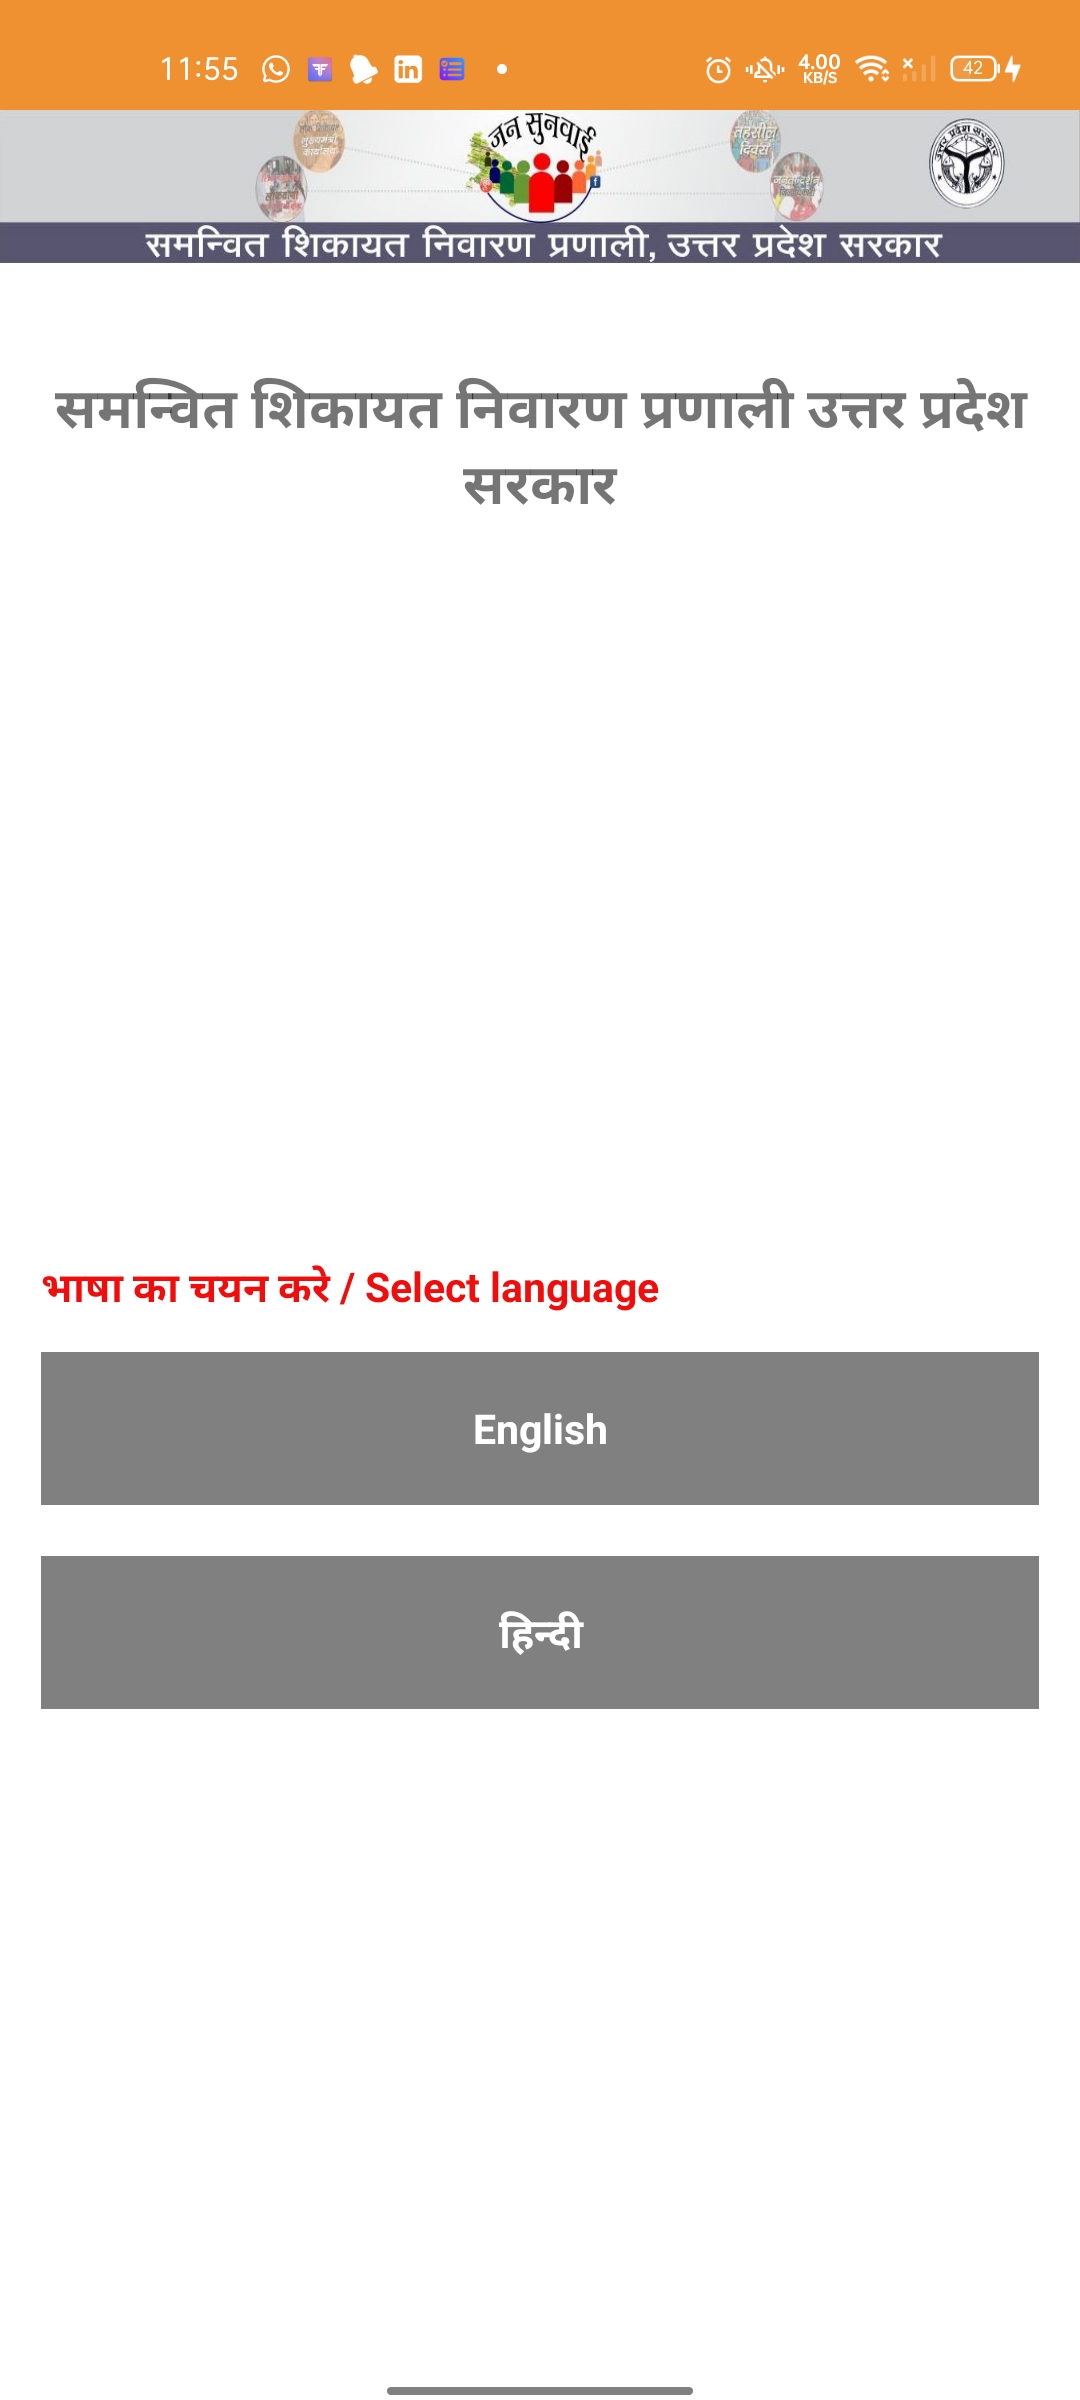 11:55
4.00
KB/S
42
जन सुनवाई
तहसील
दिवस
उत्तर प्रदेश सरकार
समन्वित शिकायत निवारण प्रणाली, उत्तर प्रदेश सरकार
समन्वित शिकायत निवारण प्रणाली उत्तर प्रदेश
सरकार
भाषा का चयन करे / Select language
English
हिन्दी